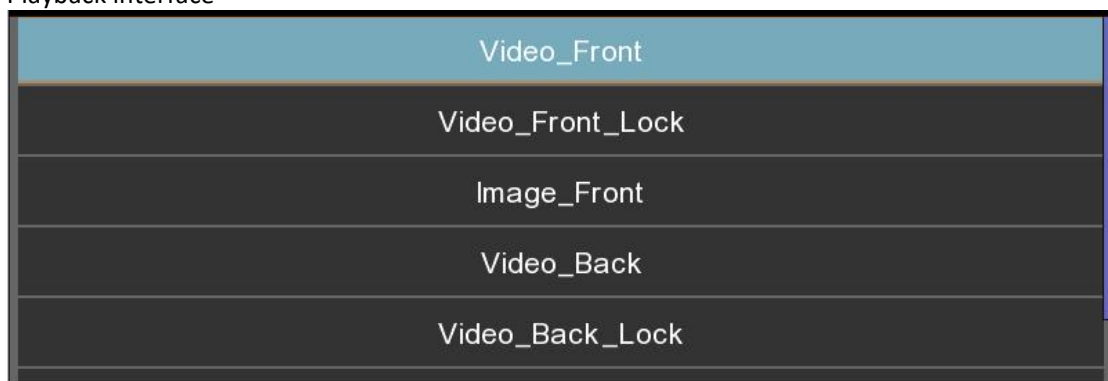 Playback Interface
Video_Front
Video_Front_Lock
Image_Front
Video_Back
Video_Back_Lock